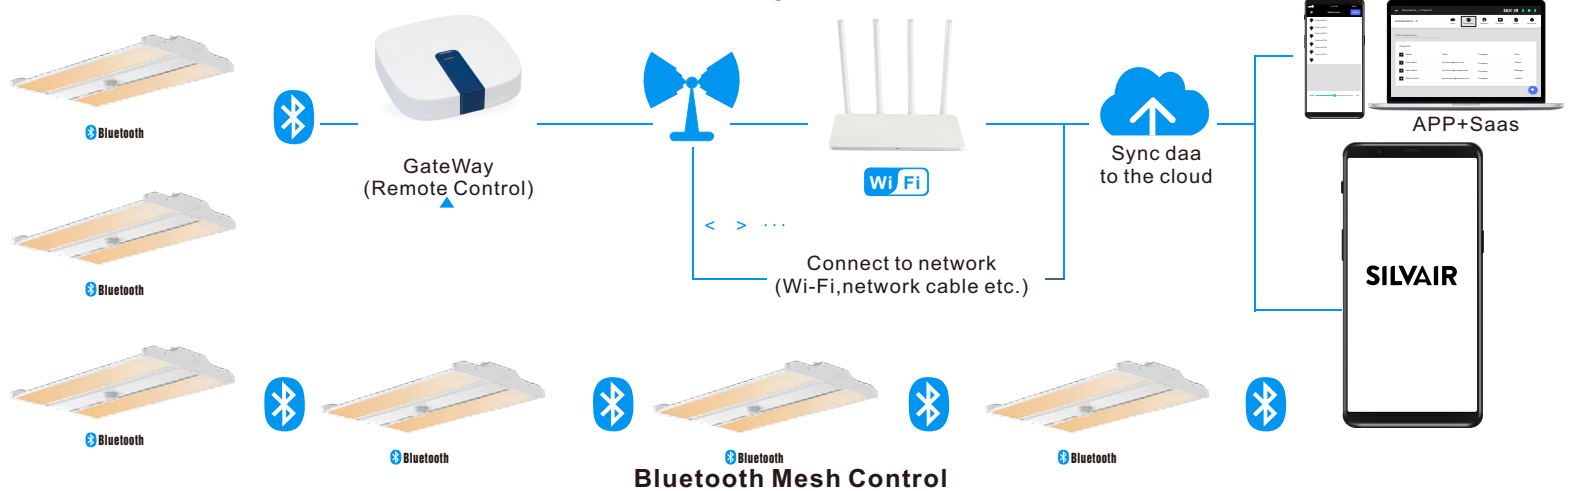 Bluetooth
Bluetooth
Bluetooth
GateWay
(Remote Control)
Wi Fi
< > ···
Connect to network
(Wi-Fi,network cable etc.)
Sync daa
to the cloud
SILVAIR
APP+Saas
SILVAIR
Bluetooth
Bluetooth
Bluetooth
Bluetooth Mesh Control